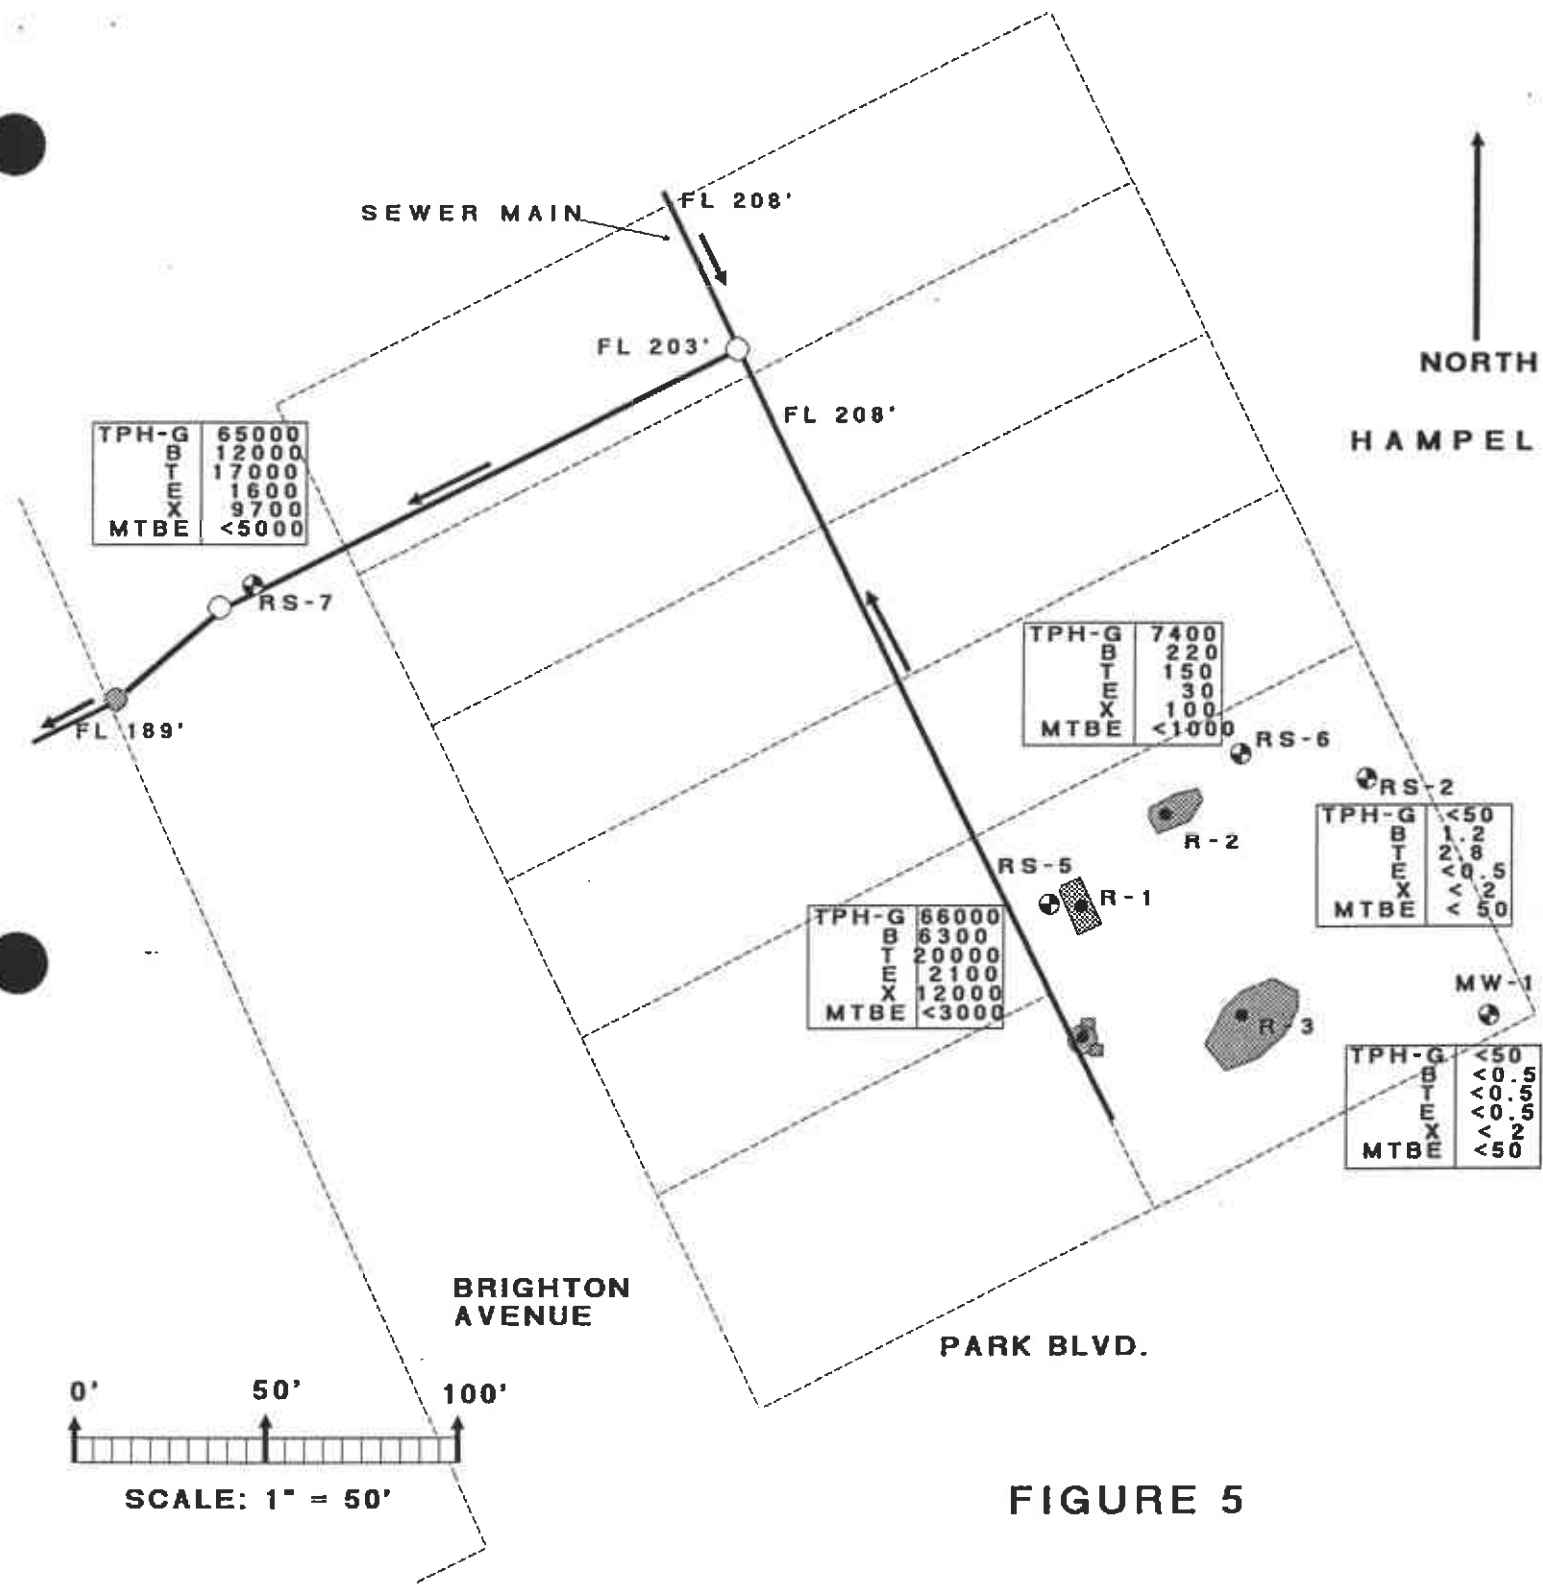 FL 208'
SEWER MAIN
FL 203'
NORTH
FL 208'
HAMPEL
TPH-G 65000
B 12000
T 17000
E 1600
X 9700
MTBE <5000
RS-7
FL 189'
TPH-G 7400
B 220
T 150
E 30
X 100
MTBE <1000
RS-6
RS-2
TPH-G <50
B 1.2
T 2.8
E <0.5
X < 2
MTBE < 50
R-2
RS-5
R-1
TPH-G 66000
B 6300
T 20000
E 2100
X 12000
MTBE <3000
MW-1
R-3
TPH-G <50
B <0.5
T <0.5
E <0.5
X < 2
MTBE <50
BRIGHTON
AVENUE
PARK BLVD.
0' 50' 100'
SCALE: 1" = 50'
FIGURE 5